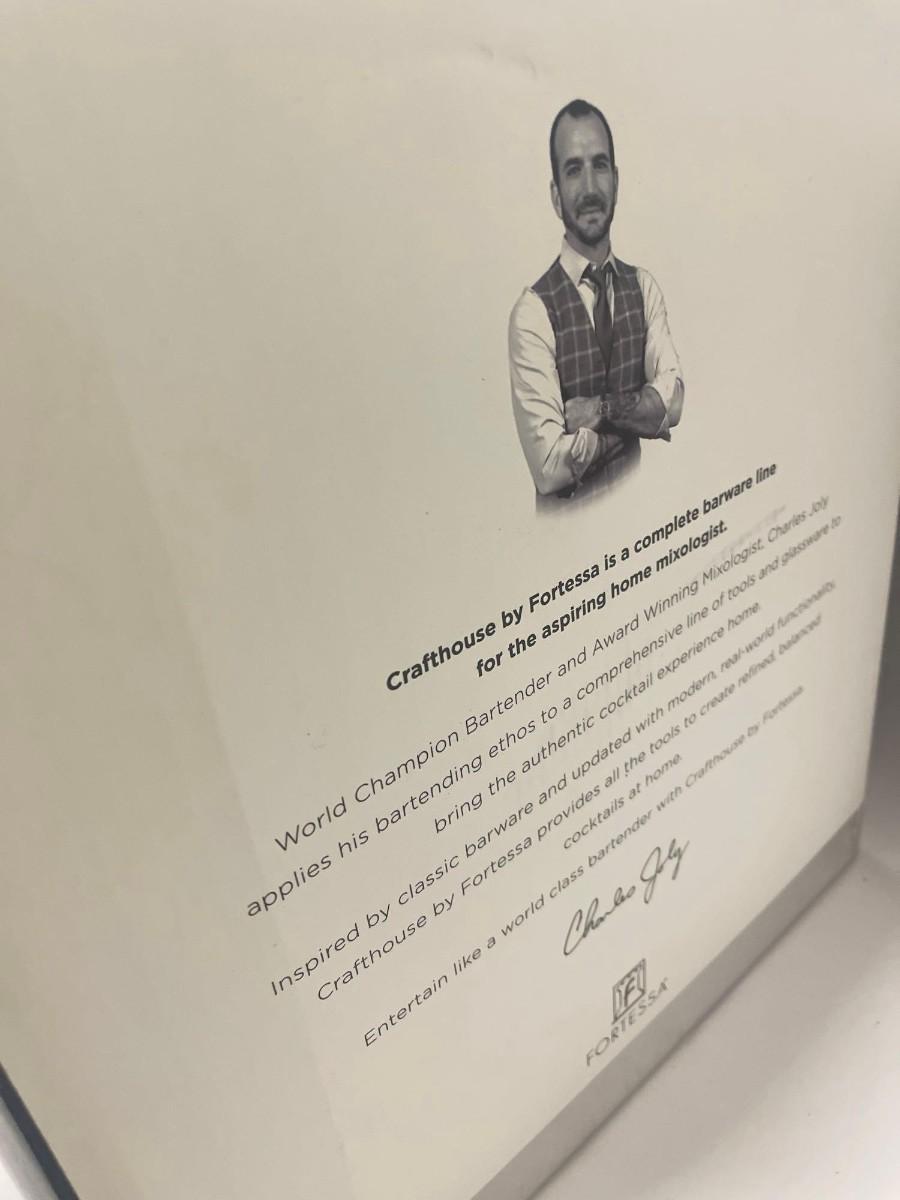 Crafthouse by Fortessa is a complete barware line
for the aspiring home mixologist.
World Champion Bartender and Award Winning Mixologist, Charles Joly
applies his bartending ethos to a comprehensive line of tools and glassware to
bring the authentic cocktail experience home.
Inspired by classic barware and updated with modern, real-world functionality,
Crafthouse by Fortessa provides all the tools to create refined, balanced
cocktails at home.
Entertain like a world class bartender with Crafthouse by Fortessa
Charles Joly
F
FORTESSA